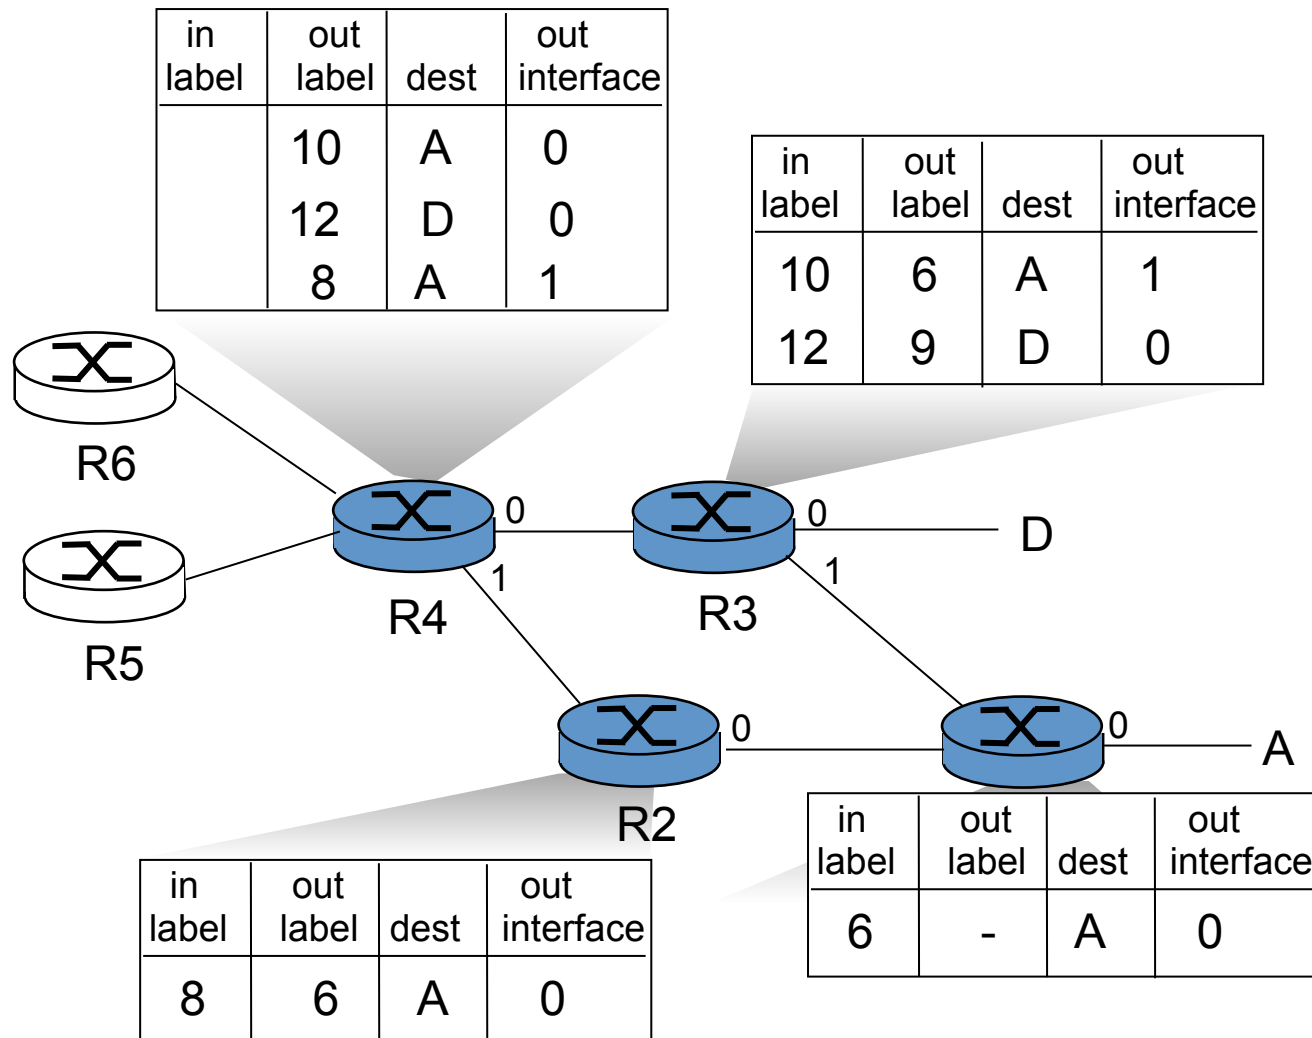 in out out
label label dest interface
10 A 0
12 D 0
8 A 1
in out out
label label dest interface
10 6 A 1
12 9 D 0
R6
R5
R4
0
1
R3
0
1
D
R2
0
0
A
in out out
label label dest interface
6 - A 0
in out out
label label dest interface
8 6 A 0